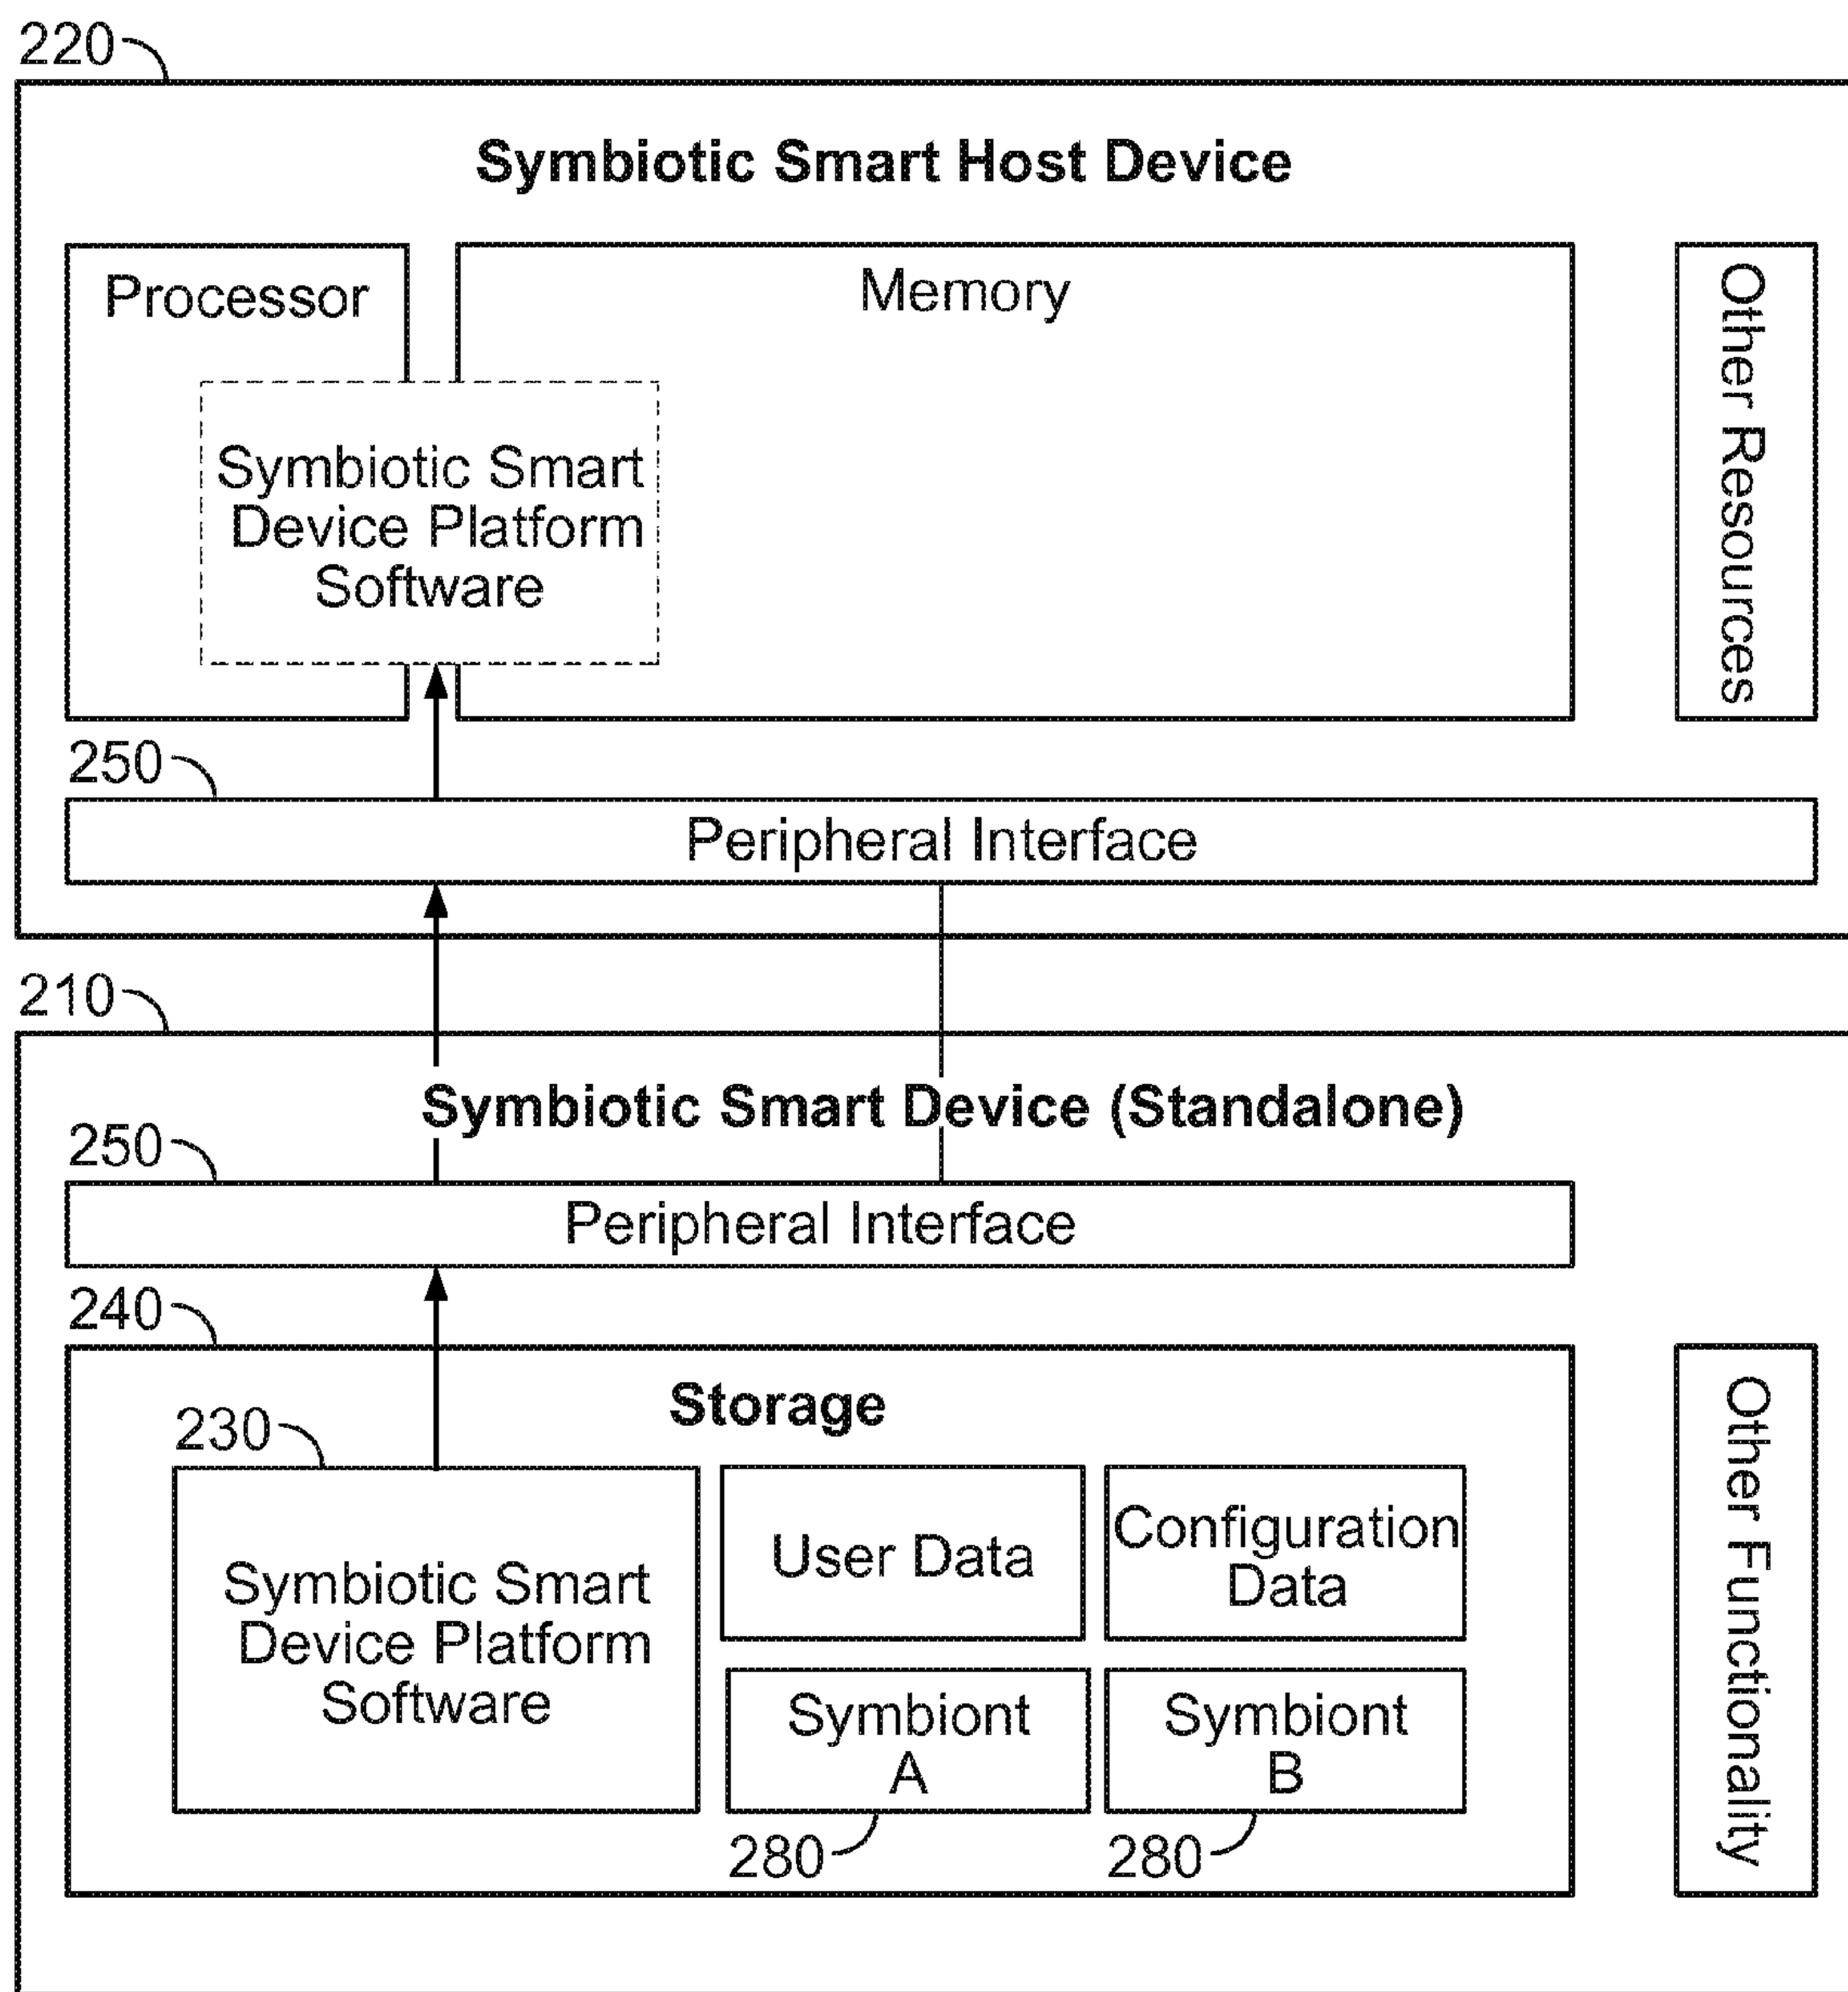 220
Symbiotic Smart Host Device
Processor
Memory
Other Resources
Symbiotic Smart
Device Platform
Software
250
Peripheral Interface
210
Symbiotic Smart Device (Standalone)
250
Peripheral Interface
240
Storage
230
Symbiotic Smart
Device Platform
Software
User Data
Configuration
Data
Symbiont
A
Symbiont
B
280
280
Other Functionality